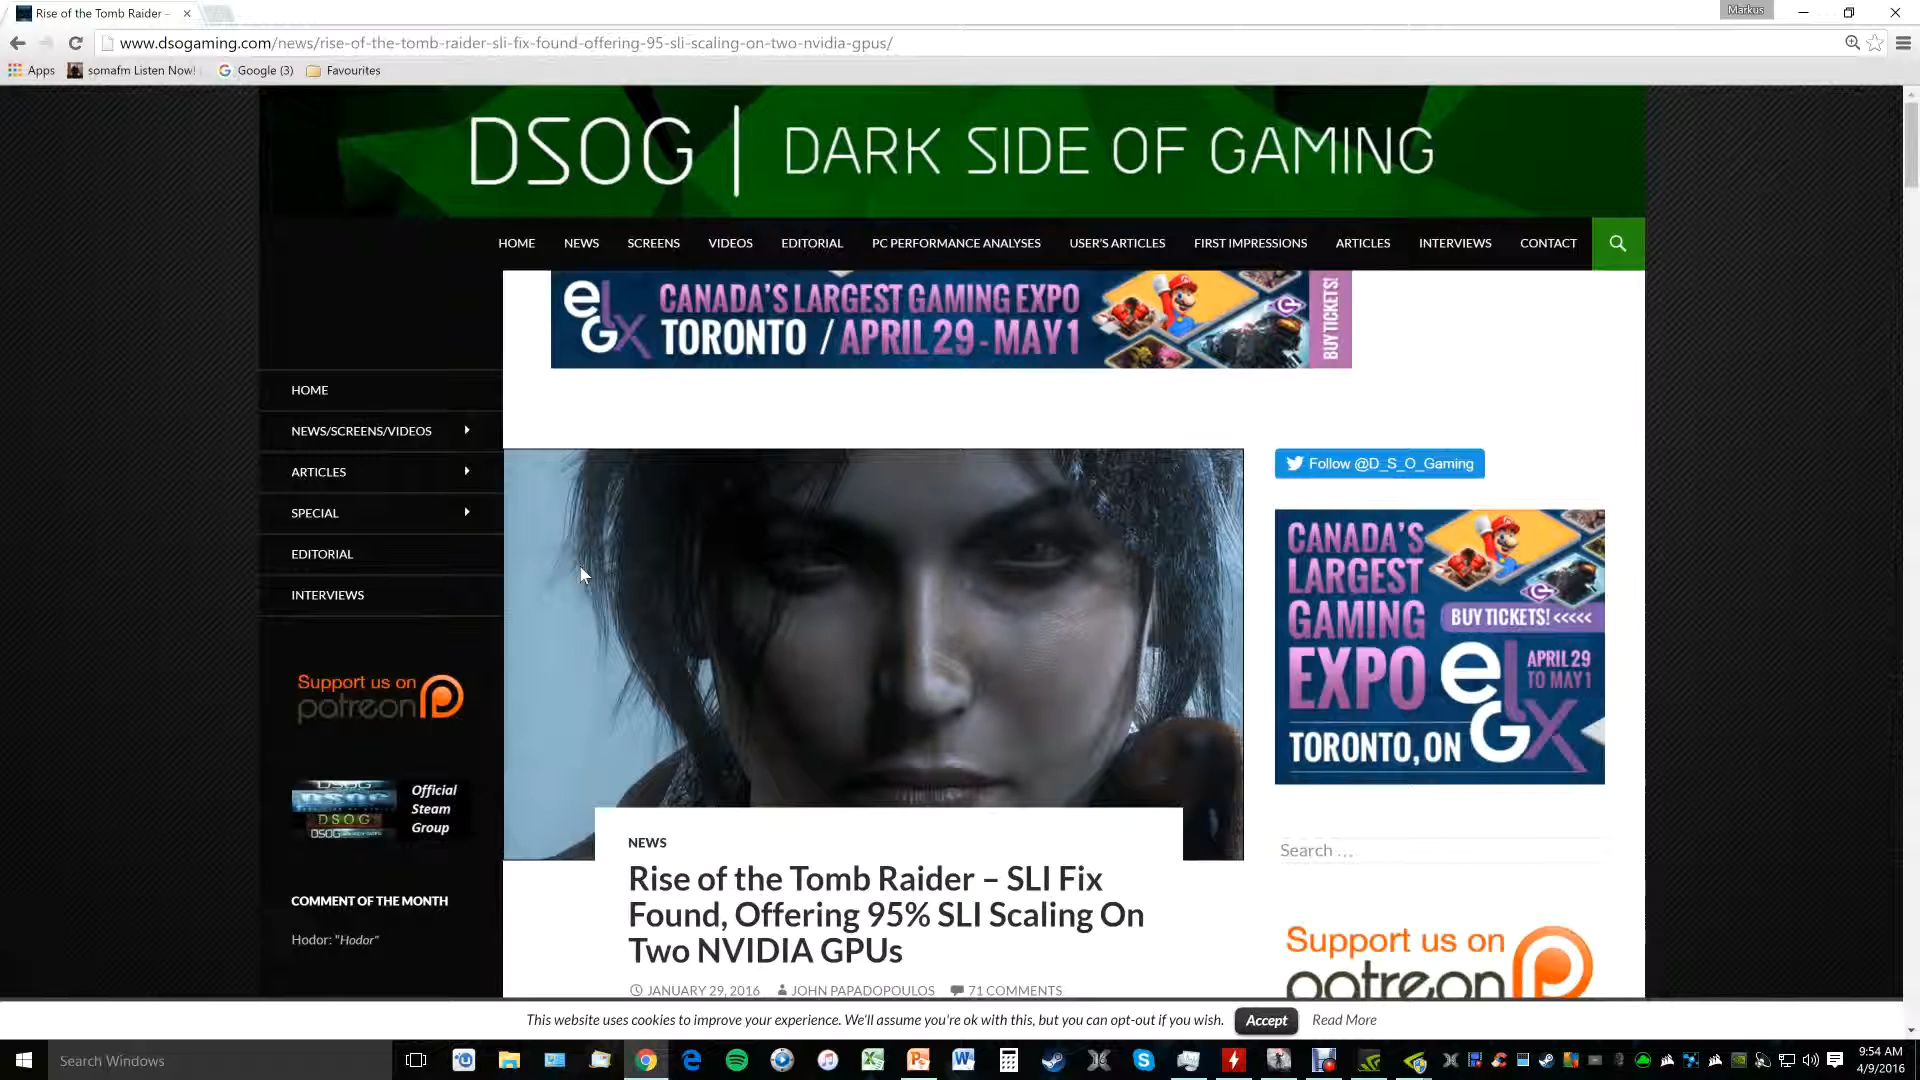 Rise of the Tomb Raider –
Markus
www.dsogaming.com/news/rise-of-the-tomb-raider-sli-fix-found-offering-95-sli-scaling-on-two-nvidia-gpus/
Apps
somafm Listen Now!
Google (3)
Favourites
DSOG | DARK SIDE OF GAMING
HOME NEWS SCREENS VIDEOS EDITORIAL PC PERFORMANCE ANALYSES USER'S ARTICLES FIRST IMPRESSIONS ARTICLES INTERVIEWS CONTACT
eGLX
CANADA'S LARGEST GAMING EXPO
TORONTO / APRIL 29 - MAY 1
BUY TICKETS!
HOME
NEWS/SCREENS/VIDEOS
ARTICLES
SPECIAL
EDITORIAL
INTERVIEWS
Support us on
patreon
Official
Steam
Group
DSOG
COMMENT OF THE MONTH
Hodor: "Hodor"
NEWS
Rise of the Tomb Raider – SLI Fix
Found, Offering 95% SLI Scaling On
Two NVIDIA GPUs
JANUARY 29, 2016 JOHN PAPADOPOULOS 71 COMMENTS
Follow @D_S_O_Gaming
CANADA'S
LARGEST
GAMING
EXPO
BUY TICKETS! <<<<<
eGLX
APRIL 29
TO MAY 1
TORONTO, ON
Search ...
Support us on
patreon
This website uses cookies to improve your experience. We'll assume you're ok with this, but you can opt-out if you wish.
Accept
Read More
Search Windows
9:54 AM
4/9/2016